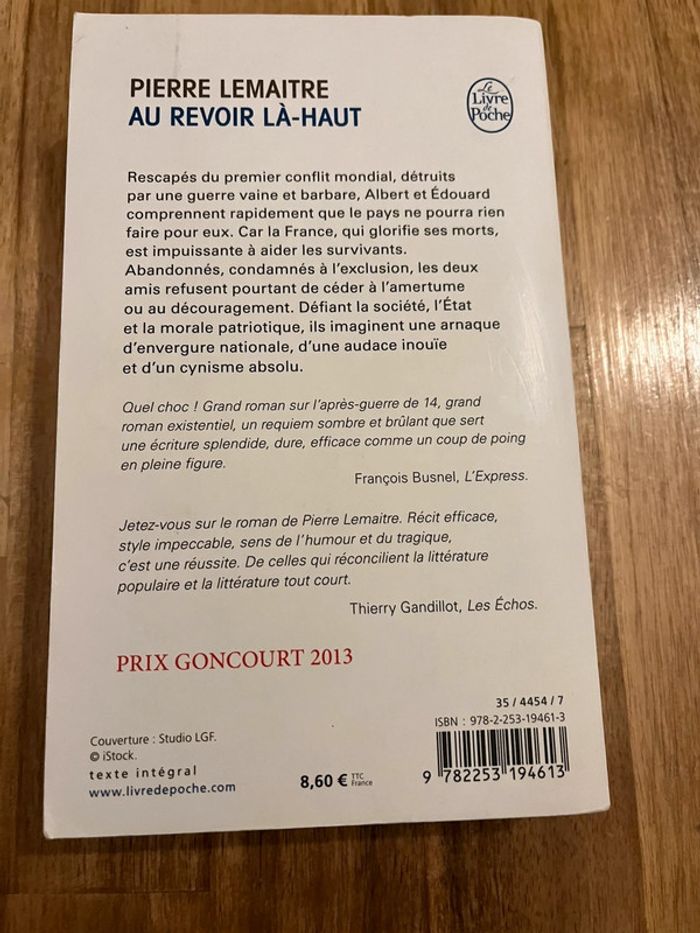 PIERRE LEMAITRE
AU REVOIR LÀ-HAUT
Le
Livre
de
Poche
Rescapés du premier conflit mondial, détruits
par une guerre vaine et barbare, Albert et Édouard
comprennent rapidement que le pays ne pourra rien
faire pour eux. Car la France, qui glorifie ses morts,
est impuissante à aider les survivants.
Abandonnés, condamnés à l'exclusion, les deux
amis refusent pourtant de céder à l'amertume
ou au découragement. Défiant la société, l'État
et la morale patriotique, ils imaginent une arnaque
d'envergure nationale, d'une audace inouïe
et d'un cynisme absolu.
Quel choc ! Grand roman sur l'après-guerre de 14, grand
roman existentiel, un requiem sombre et brûlant que sert
une écriture splendide, dure, efficace comme un coup de poing
en pleine figure.
François Busnel, L'Express.
Jetez-vous sur le roman de Pierre Lemaitre. Récit efficace,
style impeccable, sens de l'humour et du tragique,
c'est une réussite. De celles qui réconcilient la littérature
populaire et la littérature tout court.
Thierry Gandillot, Les Échos.
PRIX GONCOURT 2013
Couverture : Studio LGF.
© iStock.
texte intégral
www.livredepoche.com
8,60 € TTC
France
35 / 4454 / 7
ISBN : 978-2-253-19461-3
9 782253 194613